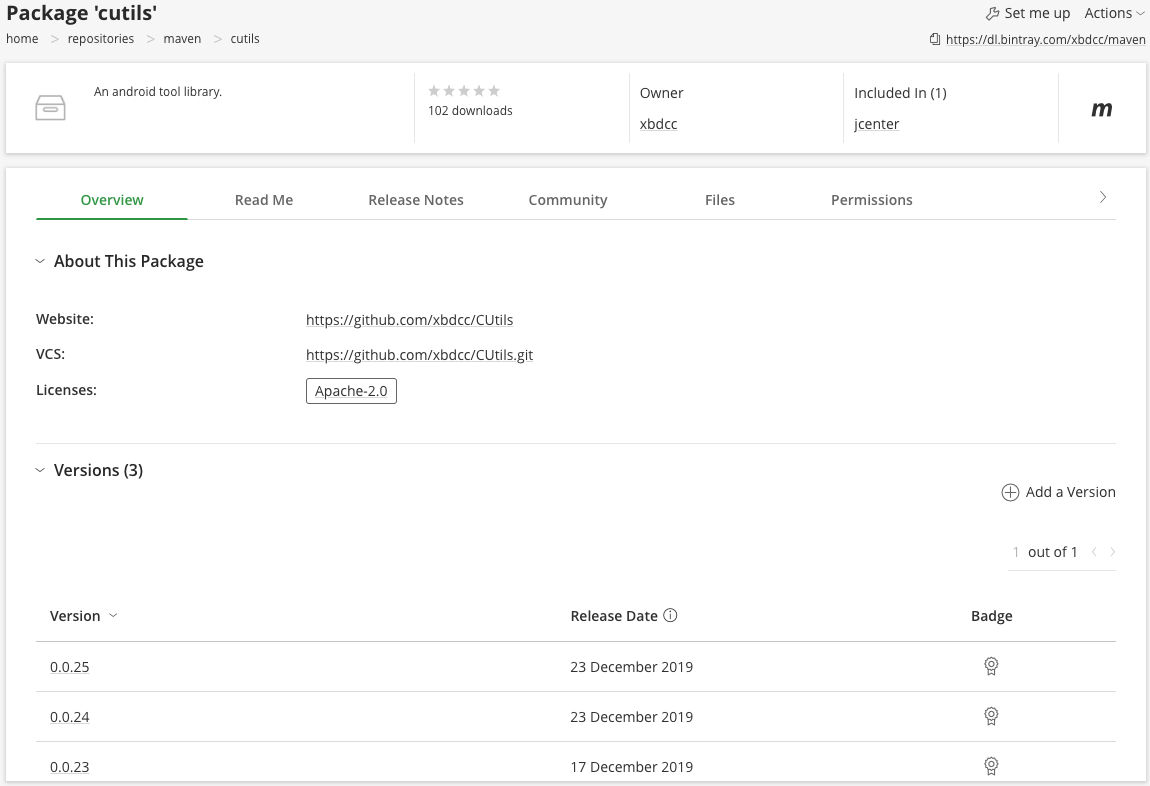 Package 'cutils'
Set me up Actions
home > repositories > maven > cutils
https://dl.bintray.com/xbdcc/maven
An android tool library.
102 downloads
Owner
xbdcc
Included In (1)
jcenter
m
Overview Read Me Release Notes Community Files Permissions
About This Package
Website: https://github.com/xbdcc/CUtils
VCS: https://github.com/xbdcc/CUtils.git
Licenses: Apache-2.0
Versions (3)
Add a Version
1 out of 1
Version Release Date Badge
0.0.25 23 December 2019
0.0.24 23 December 2019
0.0.23 17 December 2019